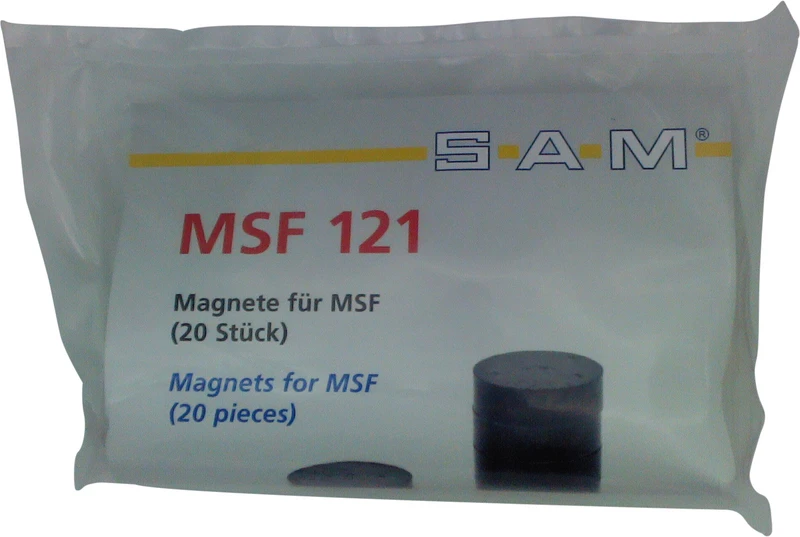 S-A-M®
MSF 121
Magnete für MSF
(20 Stück)
Magnets for MSF
(20 pieces)